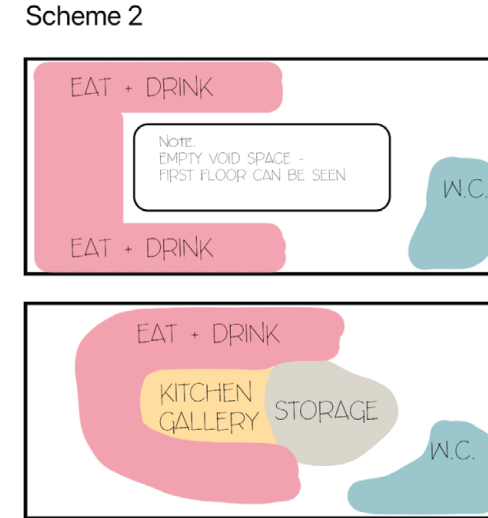 Scheme 2
EAT + DRINK
NOTE.
EMPTY VOID SPACE -
FIRST FLOOR CAN BE SEEN
W.C.
EAT + DRINK
EAT + DRINK
KITCHEN
GALLERY
STORAGE
W.C.